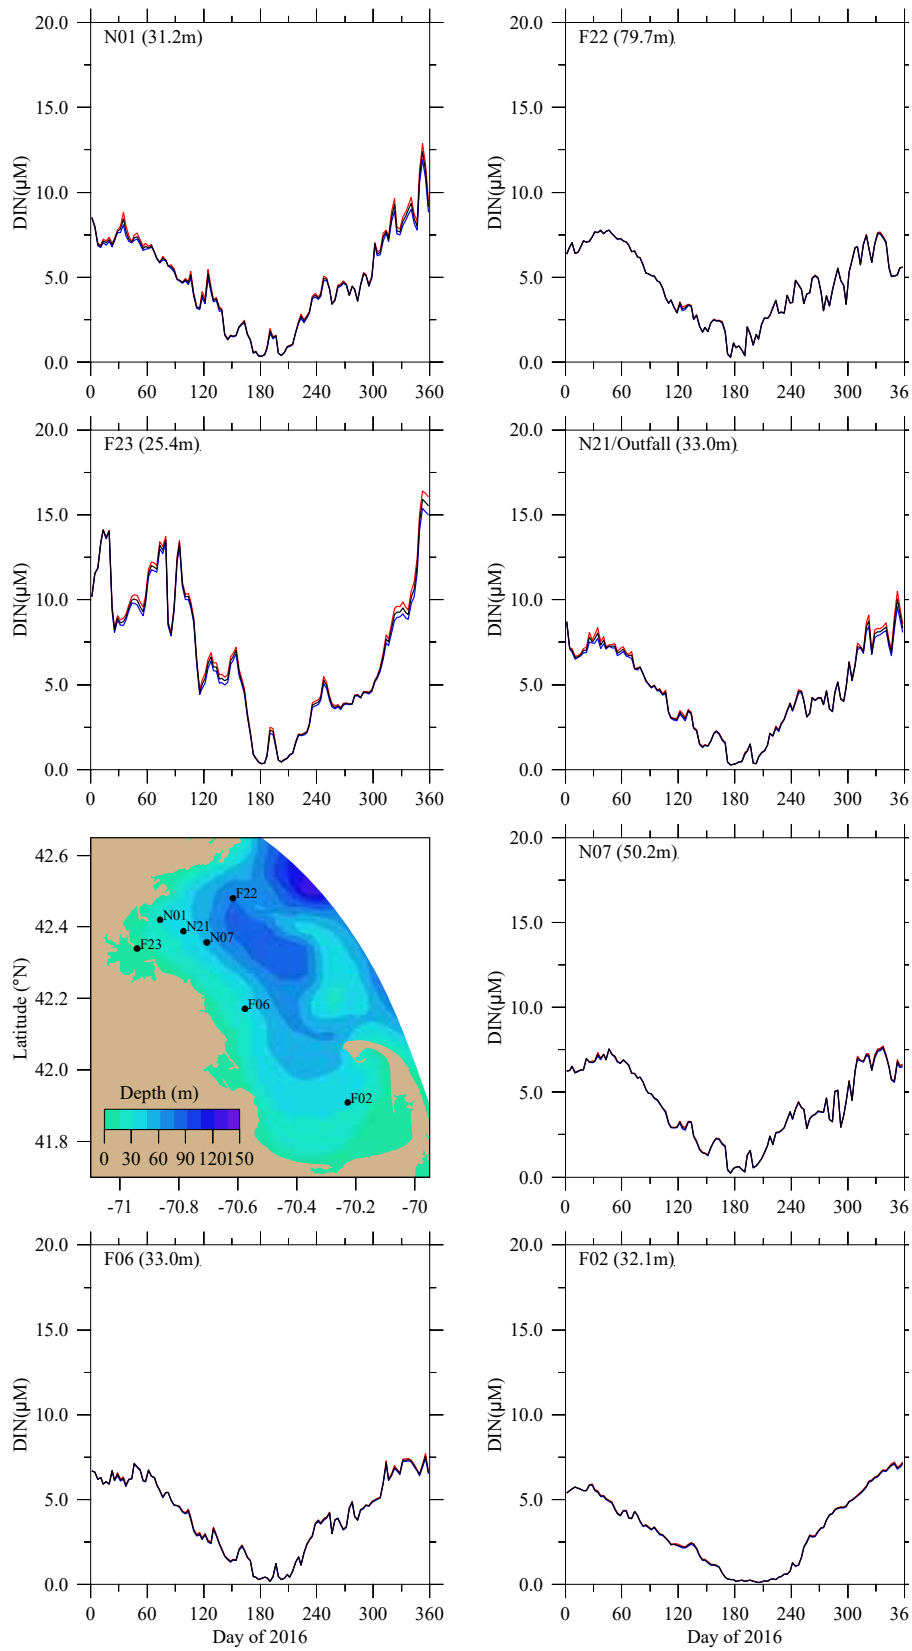 N01 (31.2m)
DIN(µM)
20.0
15.0
10.0
5.0
0.0
0 60 120 180 240 300 360
F22 (79.7m)
DIN(µM)
20.0
15.0
10.0
5.0
0.0
0 60 120 180 240 300 36
F23 (25.4m)
DIN(µM)
20.0
15.0
10.0
5.0
0.0
0 60 120 180 240 300 360
N21/Outfall (33.0m)
DIN(µM)
20.0
15.0
10.0
5.0
0.0
0 60 120 180 240 300 36
Latitude (°N)
42.6
42.4
42.2
42.0
41.8
F22
N01
N21
N07
F23
F06
F02
Depth (m)
0 30 60 90 120 150
-71 -70.8 -70.6 -70.4 -70.2 -70
N07 (50.2m)
DIN(µM)
20.0
15.0
10.0
5.0
0.0
0 60 120 180 240 300 36
F06 (33.0m)
DIN(µM)
20.0
15.0
10.0
5.0
0.0
0 60 120 180 240 300 360
Day of 2016
F02 (32.1m)
DIN(µM)
20.0
15.0
10.0
5.0
0.0
0 60 120 180 240 300 36
Day of 2016